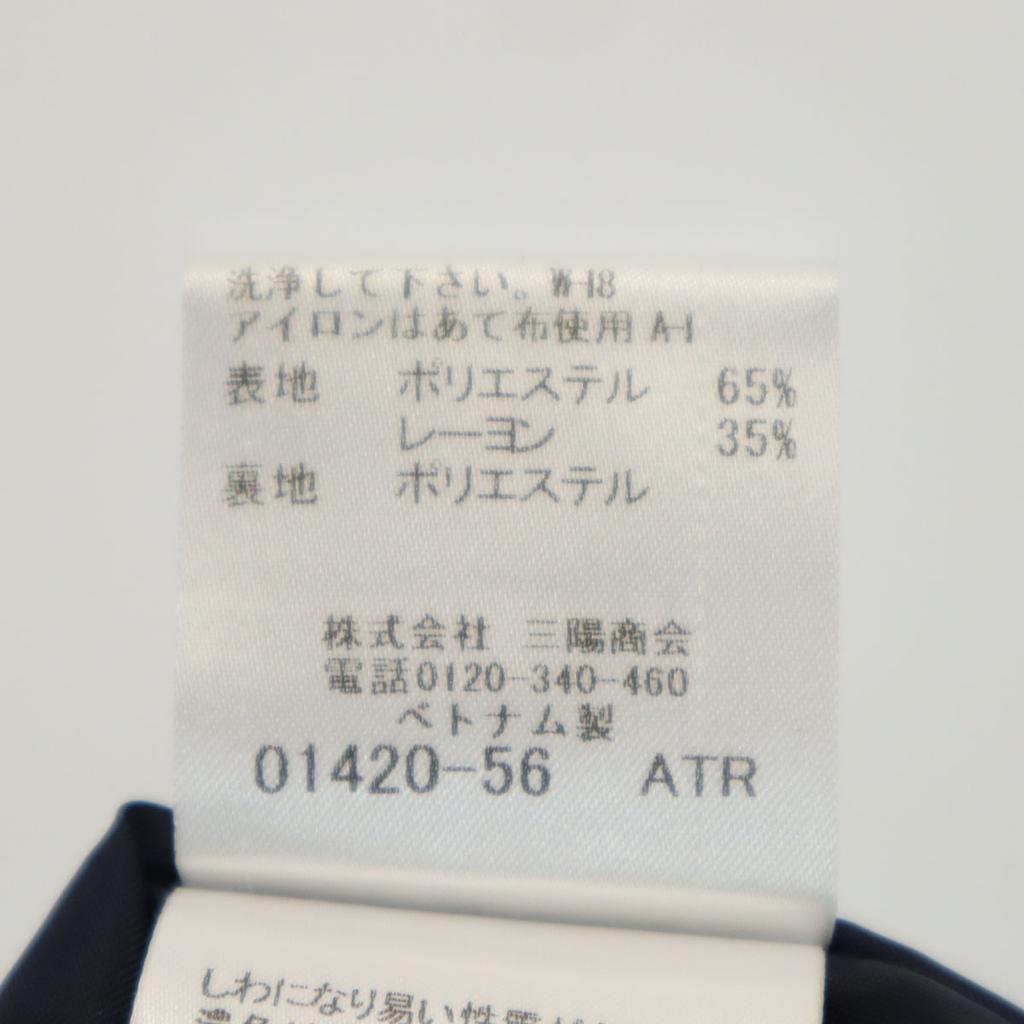 洗浄して下さい。W-18
アイロンはあて布使用 A-1
表地 ポリエステル 65%
レーヨン 35%
裏地 ポリエステル
株式会社 三陽商会
電話0120-340-460
ベトナム製
01420-56 ATR
しわになり易い性質が